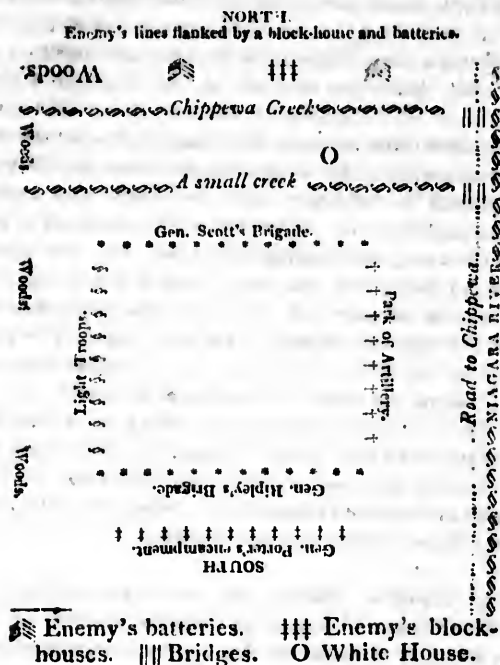 NORTH.
Enemy's lines flanked by a block-house and batteries.
Woods.
Chippewa Creek
Woods.
A small creek
Gen. Scott's Brigade.
Woods.
Light Troops.
Park of Artillery.
Road to Chippewa.
NIAGARA RIVER
Woods.
Gen. Ripley's Brigade.
Gen. Porter's encampment.
SOUTH
Enemy's batteries. ‡‡‡ Enemy's block-
houses. |||| Bridges. O White House.